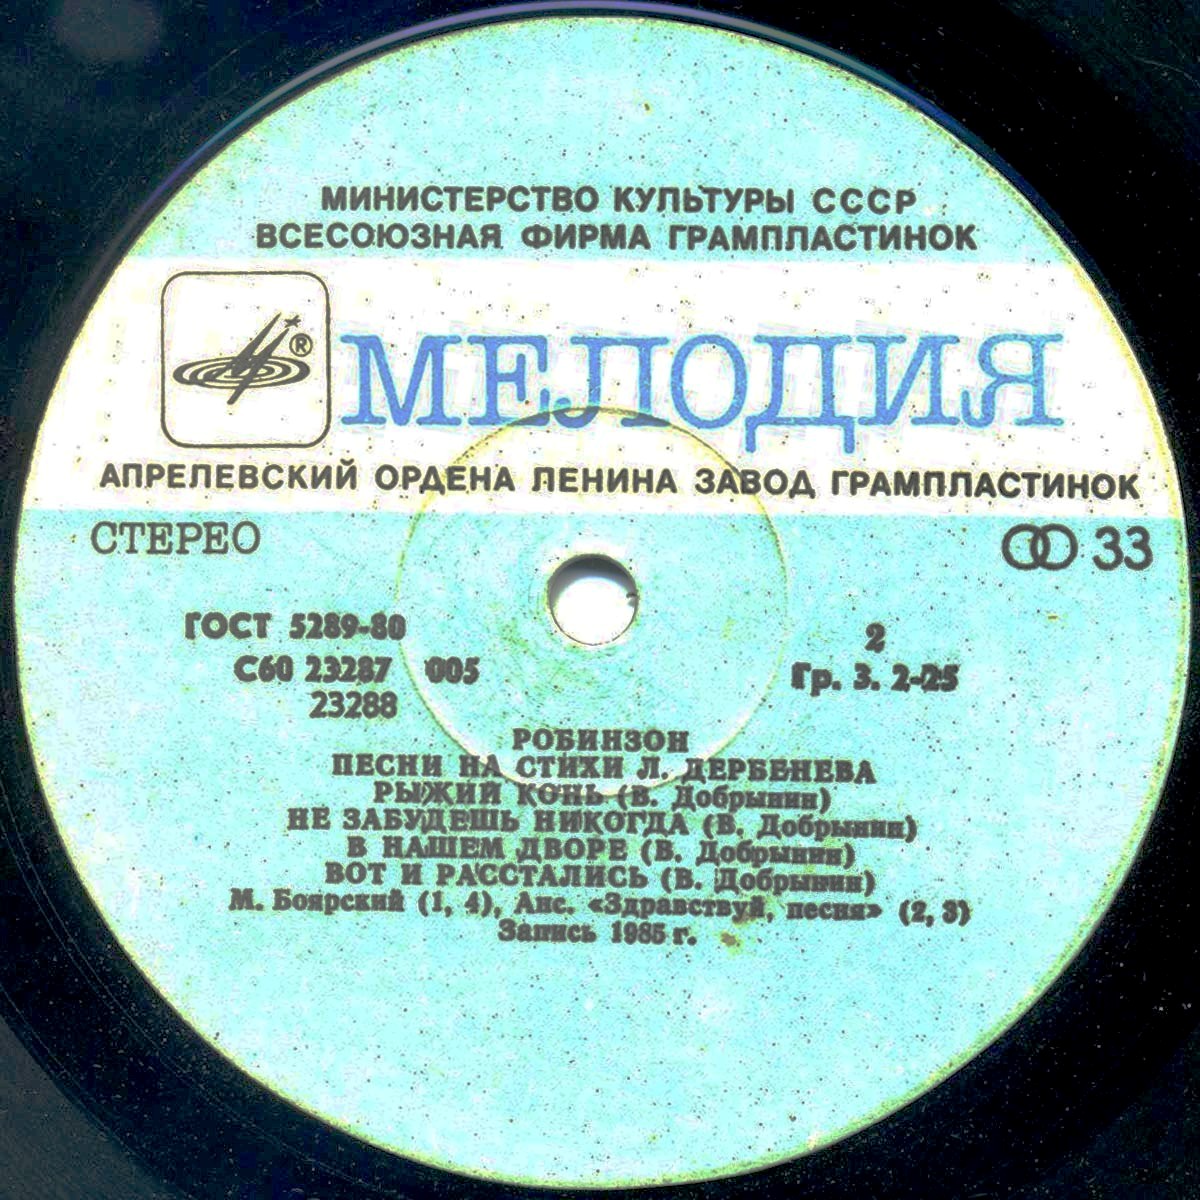 МИНИСТЕРСТВО КУЛЬТУРЫ СССР
ВСЕСОЮЗНАЯ ФИРМА ГРАМПЛАСТИНОК
®
МЕЛОДИЯ
АПРЕЛЕВСКИЙ ОРДЕНА ЛЕНИНА ЗАВОД ГРАМПЛАСТИНОК
СТЕРЕО 33
ГОСТ 5289-80
2
С60 23287 005
Гр. 3. 2-25
23288
РОБИНЗОН
ПЕСНИ НА СТИХИ Л. ДЕРБЕНЕВА
РЫЖИЙ КОНЬ (В. Добрынин)
НЕ ЗАБУДЕШЬ НИКОГДА (В. Добрынин)
В НАШЕМ ДВОРЕ (В. Добрынин)
ВОТ И РАССТАЛИСЬ (В. Добрынин)
М. Боярский (1, 4), Анс. «Здравствуй, песня» (2, 3)
Запись 1985 г.